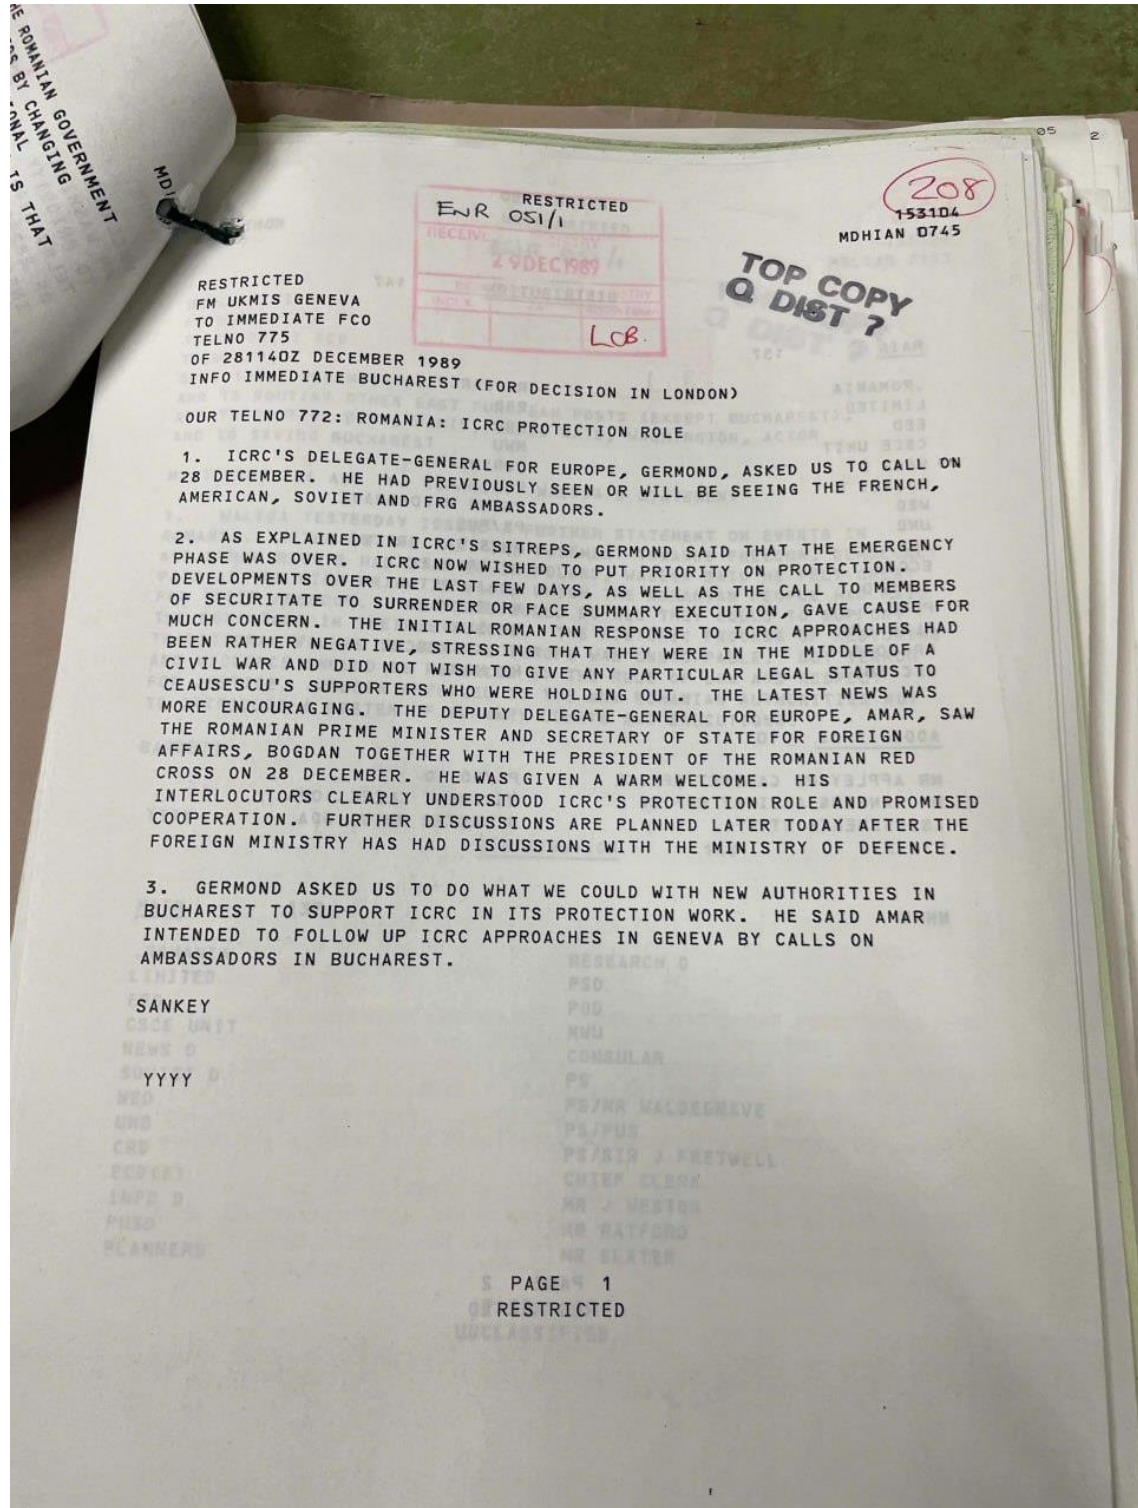 HE ROMANIAN GOVERNMENT
BY CHANGING
IS THAT
05
2
MD
RESTRICTED
ENR 051/1
208
153104
MDHIAN 0745
29 DEC 1989
INDEX
LOB.
TOP COPY
Q DIST ?
RESTRICTED
FM UKMIS GENEVA
TO IMMEDIATE FCO
TELNO 775
OF 281140Z DECEMBER 1989
INFO IMMEDIATE BUCHAREST (FOR DECISION IN LONDON)
OUR TELNO 772: ROMANIA: ICRC PROTECTION ROLE
1. ICRC'S DELEGATE-GENERAL FOR EUROPE, GERMOND, ASKED US TO CALL ON
28 DECEMBER. HE HAD PREVIOUSLY SEEN OR WILL BE SEEING THE FRENCH,
AMERICAN, SOVIET AND FRG AMBASSADORS.
2. AS EXPLAINED IN ICRC'S SITREPS, GERMOND SAID THAT THE EMERGENCY
PHASE WAS OVER. ICRC NOW WISHED TO PUT PRIORITY ON PROTECTION.
DEVELOPMENTS OVER THE LAST FEW DAYS, AS WELL AS THE CALL TO MEMBERS
OF SECURITATE TO SURRENDER OR FACE SUMMARY EXECUTION, GAVE CAUSE FOR
MUCH CONCERN. THE INITIAL ROMANIAN RESPONSE TO ICRC APPROACHES HAD
BEEN RATHER NEGATIVE, STRESSING THAT THEY WERE IN THE MIDDLE OF A
CIVIL WAR AND DID NOT WISH TO GIVE ANY PARTICULAR LEGAL STATUS TO
CEAUSESCU'S SUPPORTERS WHO WERE HOLDING OUT. THE LATEST NEWS WAS
MORE ENCOURAGING. THE DEPUTY DELEGATE-GENERAL FOR EUROPE, AMAR, SAW
THE ROMANIAN PRIME MINISTER AND SECRETARY OF STATE FOR FOREIGN
AFFAIRS, BOGDAN TOGETHER WITH THE PRESIDENT OF THE ROMANIAN RED
CROSS ON 28 DECEMBER. HE WAS GIVEN A WARM WELCOME. HIS
INTERLOCUTORS CLEARLY UNDERSTOOD ICRC'S PROTECTION ROLE AND PROMISED
COOPERATION. FURTHER DISCUSSIONS ARE PLANNED LATER TODAY AFTER THE
FOREIGN MINISTRY HAS HAD DISCUSSIONS WITH THE MINISTRY OF DEFENCE.
3. GERMOND ASKED US TO DO WHAT WE COULD WITH NEW AUTHORITIES IN
BUCHAREST TO SUPPORT ICRC IN ITS PROTECTION WORK. HE SAID AMAR
INTENDED TO FOLLOW UP ICRC APPROACHES IN GENEVA BY CALLS ON
AMBASSADORS IN BUCHAREST.
SANKEY
YYYY
PAGE 1
RESTRICTED